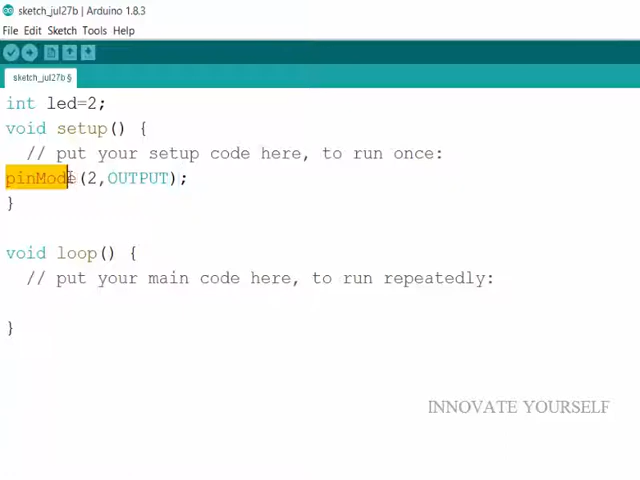 sketch_jul27b | Arduino 1.8.3
File Edit Sketch Tools Help
sketch_jul27b §
int led=2;
void setup() {
  // put your setup code here, to run once:
pinMode(2,OUTPUT);
}
void loop() {
  // put your main code here, to run repeatedly:
}
INNOVATE YOURSELF